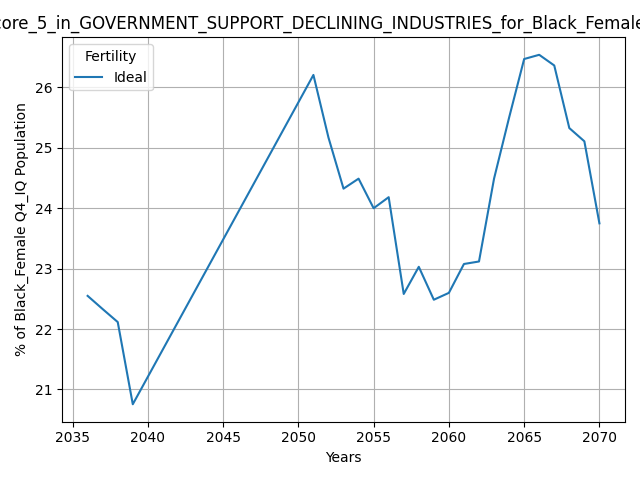 core_5_in_GOVERNMENT_SUPPORT_DECLINING_INDUSTRIES_for_Black_Female
Fertility
Ideal
% of Black_Female Q4_IQ Population
26
25
24
23
22
21
2035 2040 2045 2050 2055 2060 2065 2070
Years